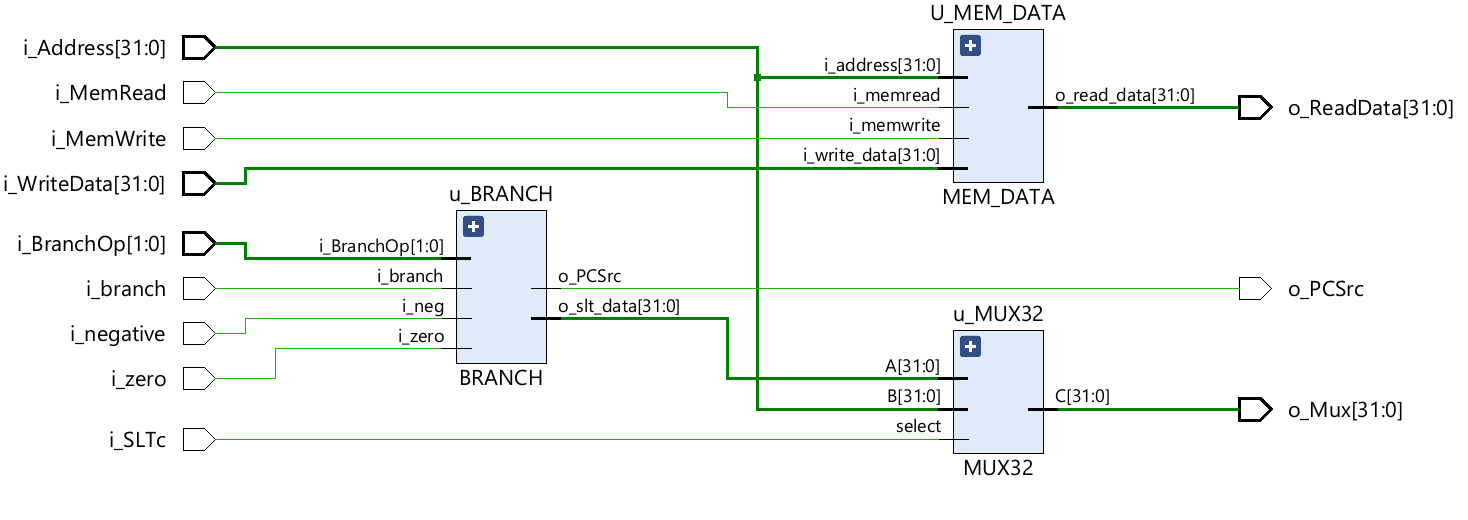 U_MEM_DATA
i_Address[31:0]
i_address[31:0]
i_MemRead
i_memread
o_read_data[31:0]
o_ReadData[31:0]
i_MemWrite
i_memwrite
i_write_data[31:0]
i_WriteData[31:0]
MEM_DATA
u_BRANCH
i_BranchOp[1:0]
i_BranchOp[1:0]
i_branch
i_branch
o_PCSrc
o_PCSrc
i_neg
o_slt_data[31:0]
u_MUX32
i_negative
i_zero
i_zero
BRANCH
A[31:0]
B[31:0]
C[31:0]
o_Mux[31:0]
select
i_SLTc
MUX32